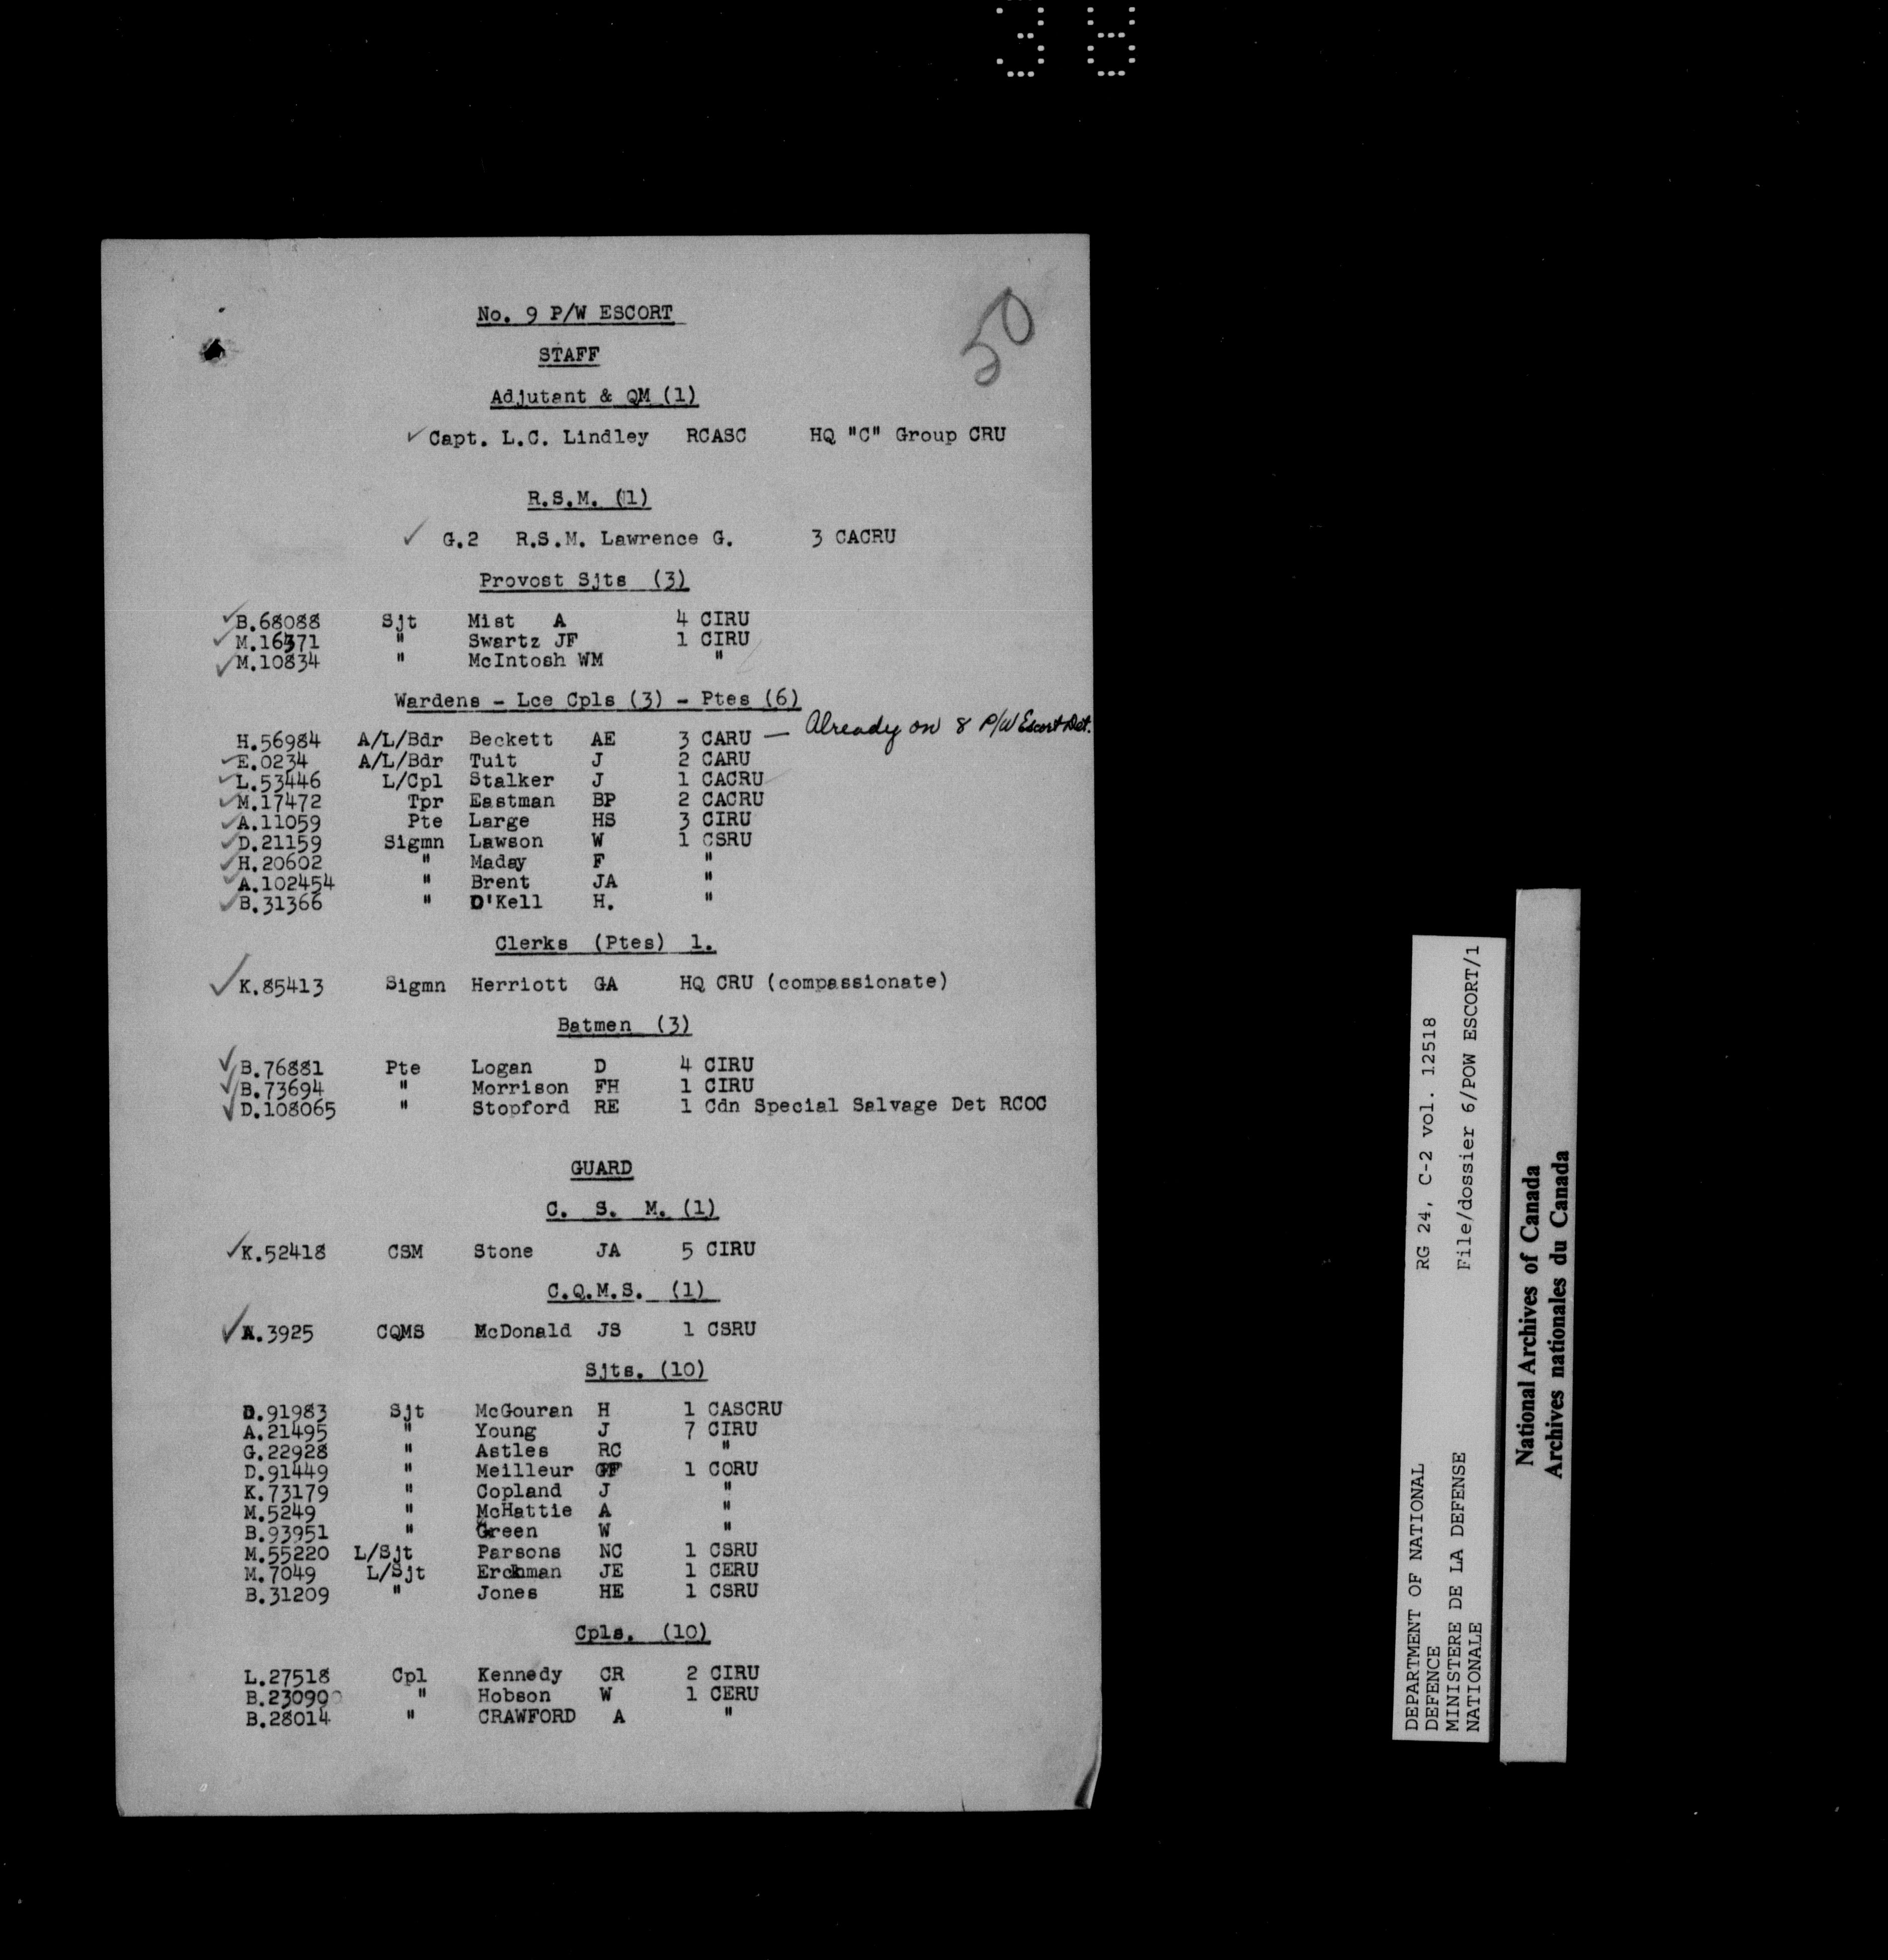 38
50
No. 9 P/W ESCORT
STAFF
Adjutant & QM (1)
Capt. L.C. Lindley RCASC HQ "C" Group CRU
R.S.M. (1)
G.2 R.S.M. Lawrence G. 3 CACRU
Provost Sjts (3)
B.68088 Sjt Mist A 4 CIRU
M.16371 " Swartz JF 1 CIRU
M.10834 " McIntosh WM "
Wardens - Lce Cpls (3) - Ptes (6)
H.56984 A/L/Bdr Beckett AE 3 CARU — Already on 8 P/W Escort Det.
E.0234 A/L/Bdr Tuit J 2 CARU
L.53446 L/Cpl Stalker J 1 CACRU
M.17472 Tpr Eastman BP 2 CACRU
A.11059 Pte Large HS 3 CIRU
D.21159 Sigmn Lawson W 1 CSRU
H.20602 " Maday F "
A.102454 " Brent JA "
B.31366 " D'Kell H. "
Clerks (Ptes) 1.
K.85413 Sigmn Herriott GA HQ CRU (compassionate)
Batmen (3)
B.76881 Pte Logan D 4 CIRU
B.73694 " Morrison FH 1 CIRU
D.108065 " Stopford RE 1 Cdn Special Salvage Det RCOC
GUARD
C. S. M. (1)
K.52418 CSM Stone JA 5 CIRU
C.Q.M.S. (1)
A.3925 CQMS McDonald JS 1 CSRU
Sjts. (10)
D.91983 Sjt McGouran H 1 CASCRU
A.21495 " Young J 7 CIRU
G.22928 " Astles RC "
D.91449 " Meilleur 1 CORU
K.73179 " Copland J "
M.5249 " McHattie A "
B.93951 " Green W "
M.55220 L/Sjt Parsons NC 1 CSRU
M.7049 L/Sjt Erckman JE 1 CERU
B.31209 " Jones HE 1 CSRU
Cpls. (10)
L.27518 Cpl Kennedy CR 2 CIRU
B.230900 " Hobson W 1 CERU
B.28014 " CRAWFORD A "
DEPARTMENT OF NATIONAL
DEFENCE
MINISTERE DE LA DEFENSE
NATIONALE
RG 24, C-2 vol. 12518
File/dossier 6/POW ESCORT/1
National Archives of Canada
Archives nationales du Canada